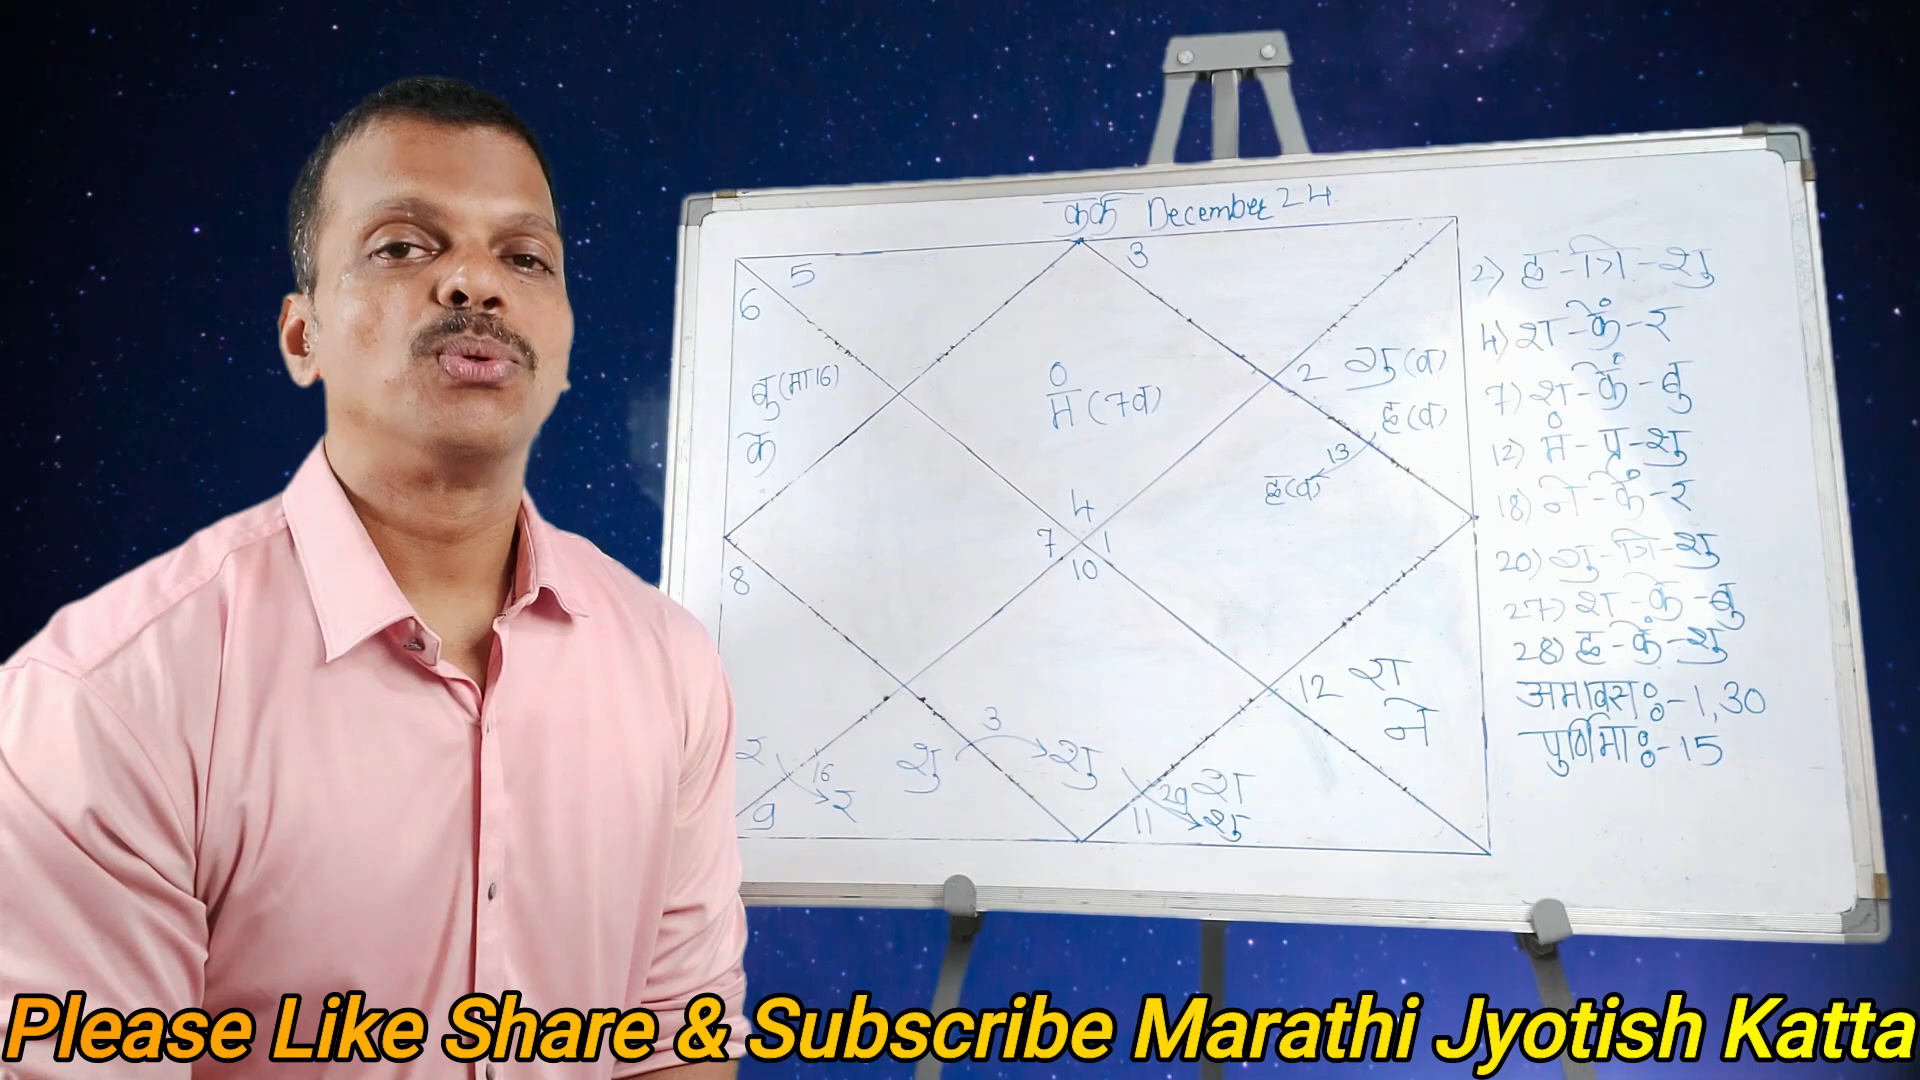 कर्क December 24
5
3
6
2) ह-त्रि-शु
4) श-कें-र
बु(मा16)
मं (7व)
2 गु(व)
7) श-कें-बु
ह(व)
के
12) मं-प्र-शु
13
ह(व)
18) ने-कें-र
4
7
1
10
20) गु-त्रि-शु
8
27) श-कें-बु
28) ह-कें-शु
12 श
अमावस :- 1,30
ने
पुर्णिमा :- 15
र
16
र
शु
3
शु
9
श
11
शु
Please Like Share & Subscribe Marathi Jyotish Katta